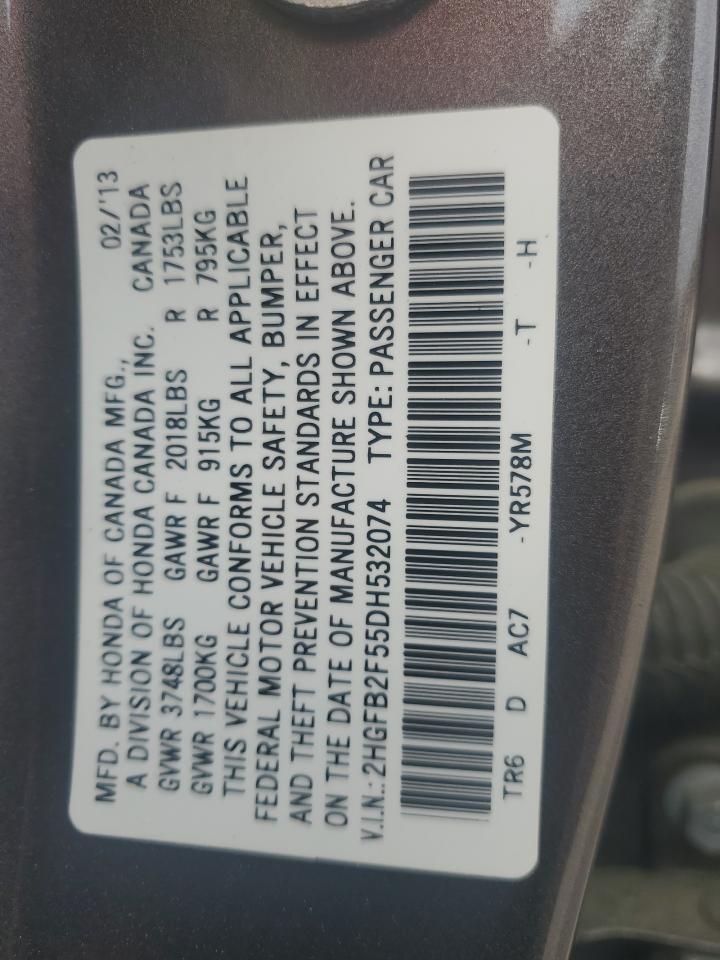 MFD. BY HONDA OF CANADA MFG., 02/'13
A DIVISION OF HONDA CANADA INC. CANADA
GVWR 3748LBS GAWR F 2018LBS R 1753LBS
GVWR 1700KG GAWR F 915KG R 795KG
THIS VEHICLE CONFORMS TO ALL APPLICABLE
FEDERAL MOTOR VEHICLE SAFETY, BUMPER,
AND THEFT PREVENTION STANDARDS IN EFFECT
ON THE DATE OF MANUFACTURE SHOWN ABOVE.
V.I.N.: 2HGFB2F55DH532074 TYPE: PASSENGER CAR
TR6 D AC7 -YR578M -T -H